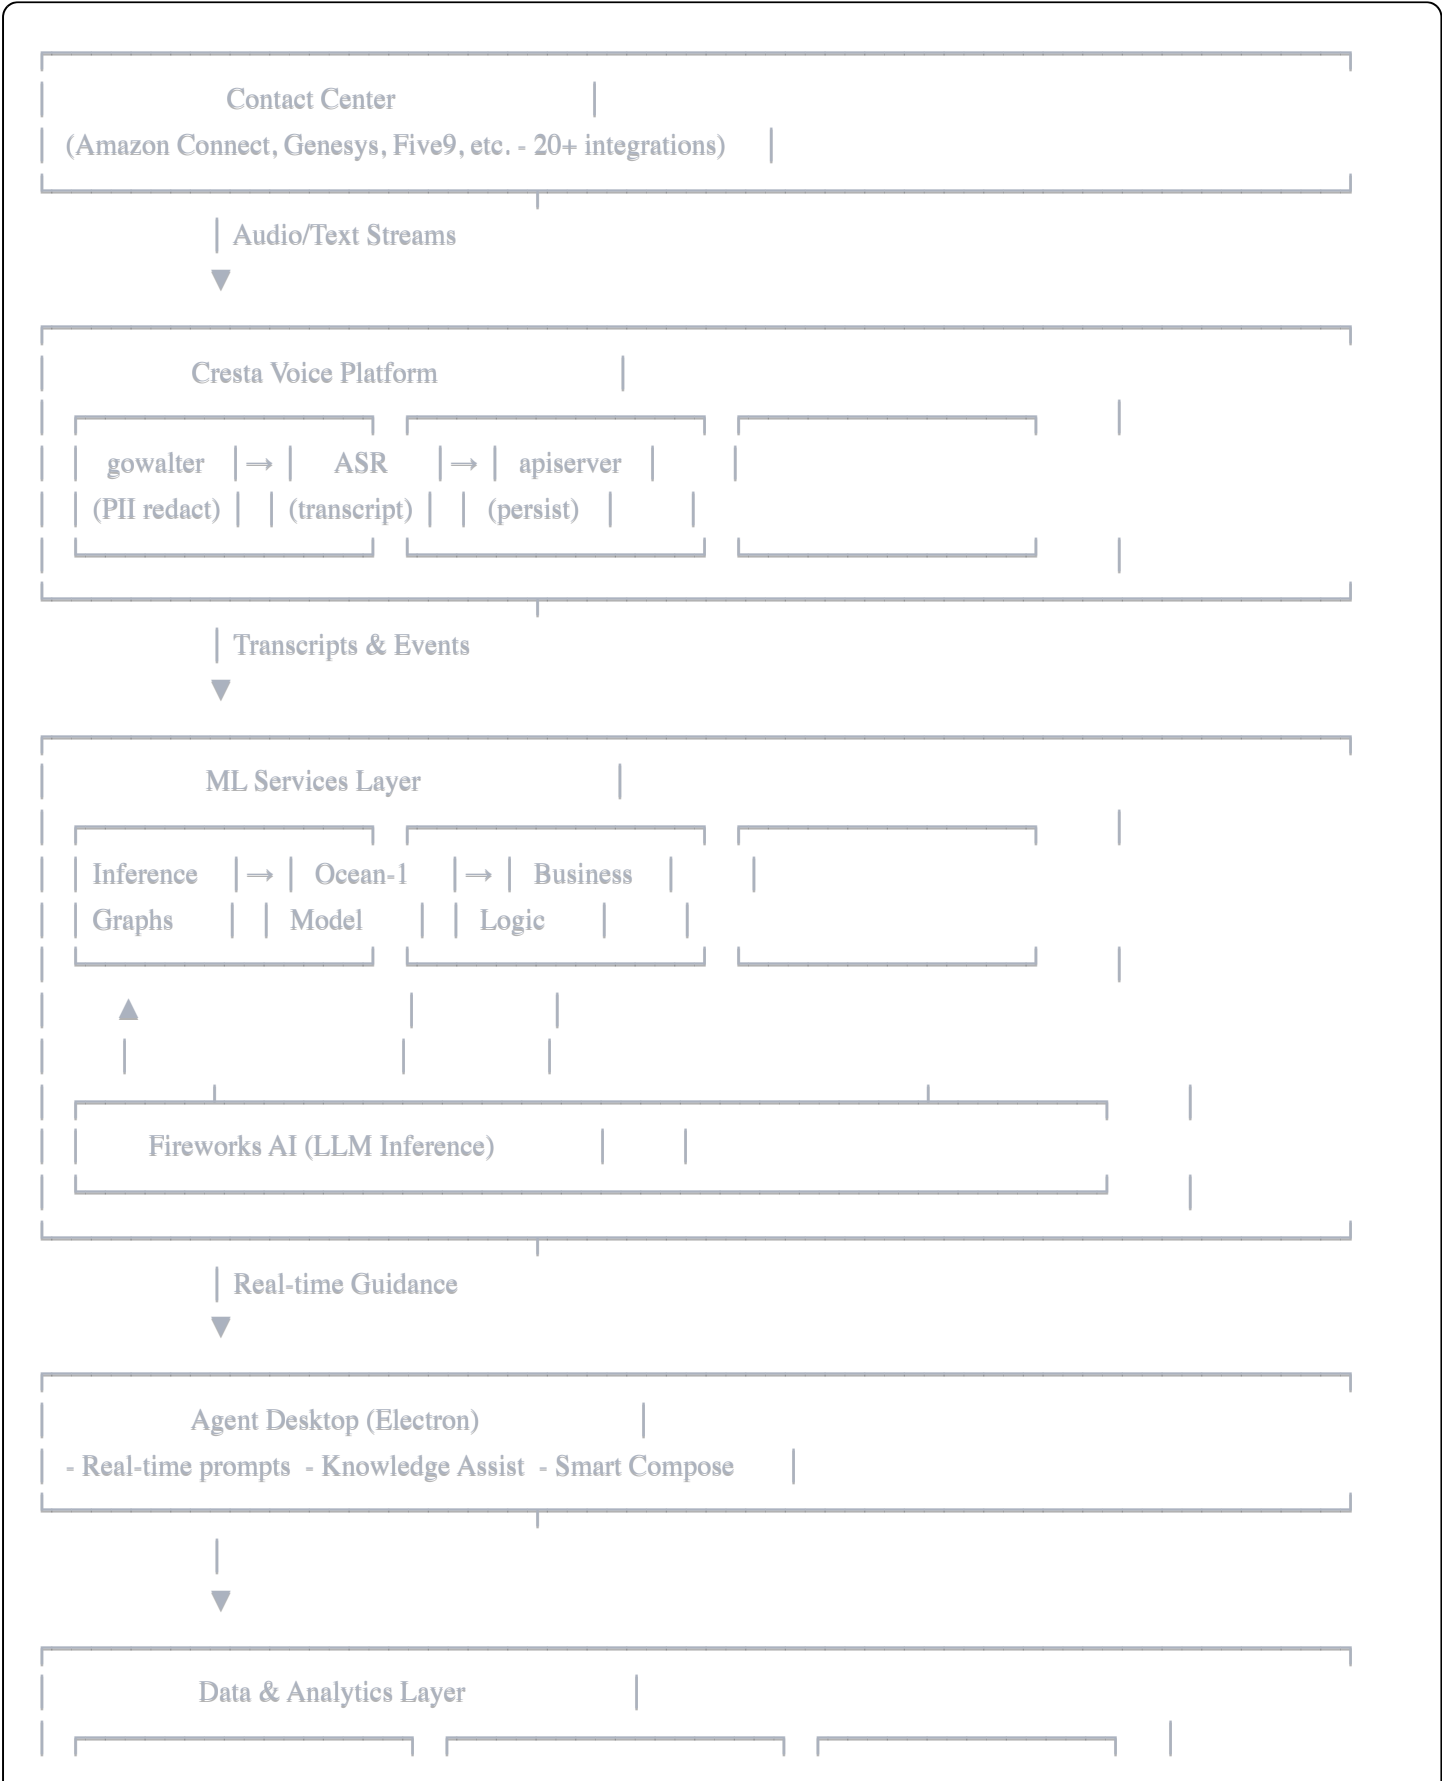 Contact Center
(Amazon Connect, Genesys, Five9, etc. - 20+ integrations)
Audio/Text Streams
▼
Cresta Voice Platform
gowalter → ASR → apiserver
(PII redact) (transcript) (persist)
Transcripts & Events
▼
ML Services Layer
Inference → Ocean-1 → Business
Graphs Model Logic
▲
Fireworks AI (LLM Inference)
Real-time Guidance
▼
Agent Desktop (Electron)
- Real-time prompts - Knowledge Assist - Smart Compose
▼
Data & Analytics Layer